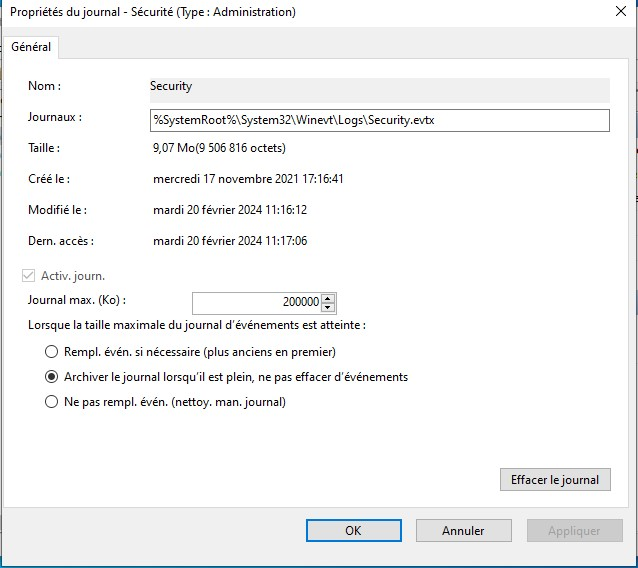 Propriétés du journal - Sécurité (Type : Administration)
Général
Nom : Security
Journaux : %SystemRoot%\System32\Winevt\Logs\Security.evtx
Taille : 9,07 Mo(9 506 816 octets)
Créé le : mercredi 17 novembre 2021 17:16:41
Modifié le : mardi 20 février 2024 11:16:12
Dern. accès : mardi 20 février 2024 11:17:06
Activ. journ.
Journal max. (Ko) : 200000
Lorsque la taille maximale du journal d'événements est atteinte :
Rempl. évén. si nécessaire (plus anciens en premier)
Archiver le journal lorsqu'il est plein, ne pas effacer d'événements
Ne pas rempl. évén. (nettoy. man. journal)
Effacer le journal
OK Annuler Appliquer